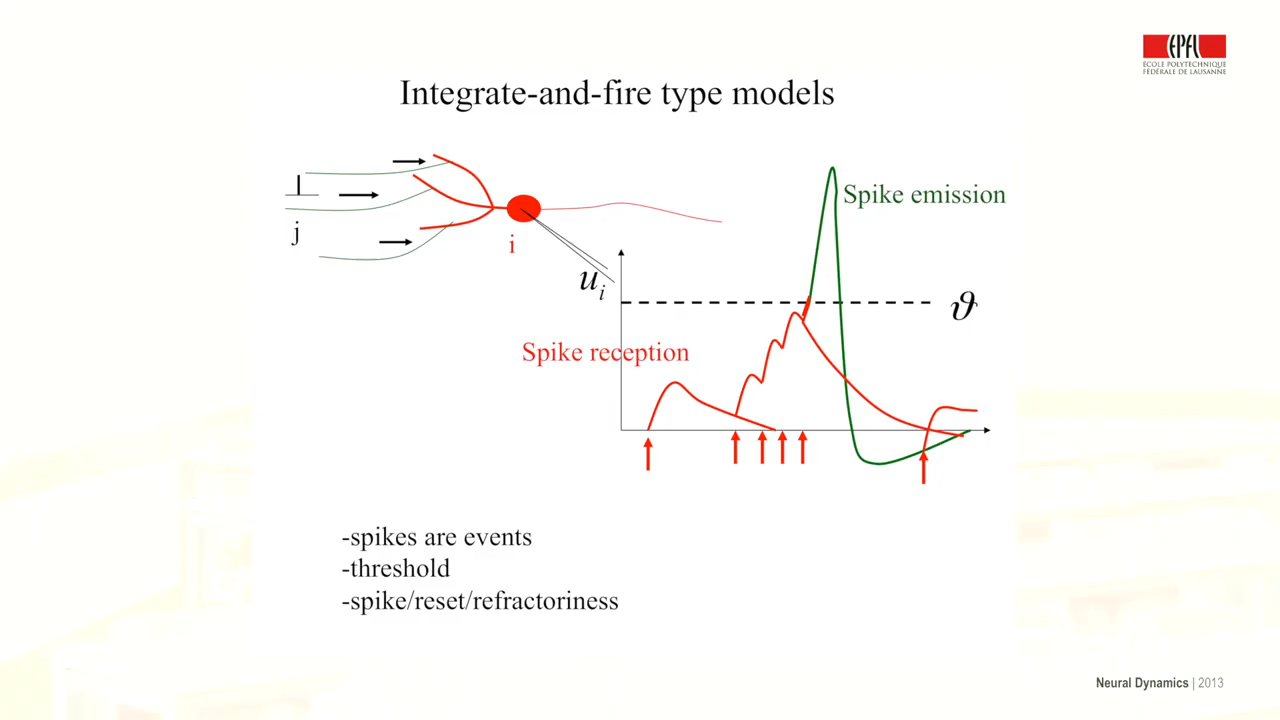 EPFL
ÉCOLE POLYTECHNIQUE
FÉDÉRALE DE LAUSANNE
Integrate-and-fire type models
Spike emission
j
i
u_i
ϑ
Spike reception
-spikes are events
-threshold
-spike/reset/refractoriness
Neural Dynamics | 2013